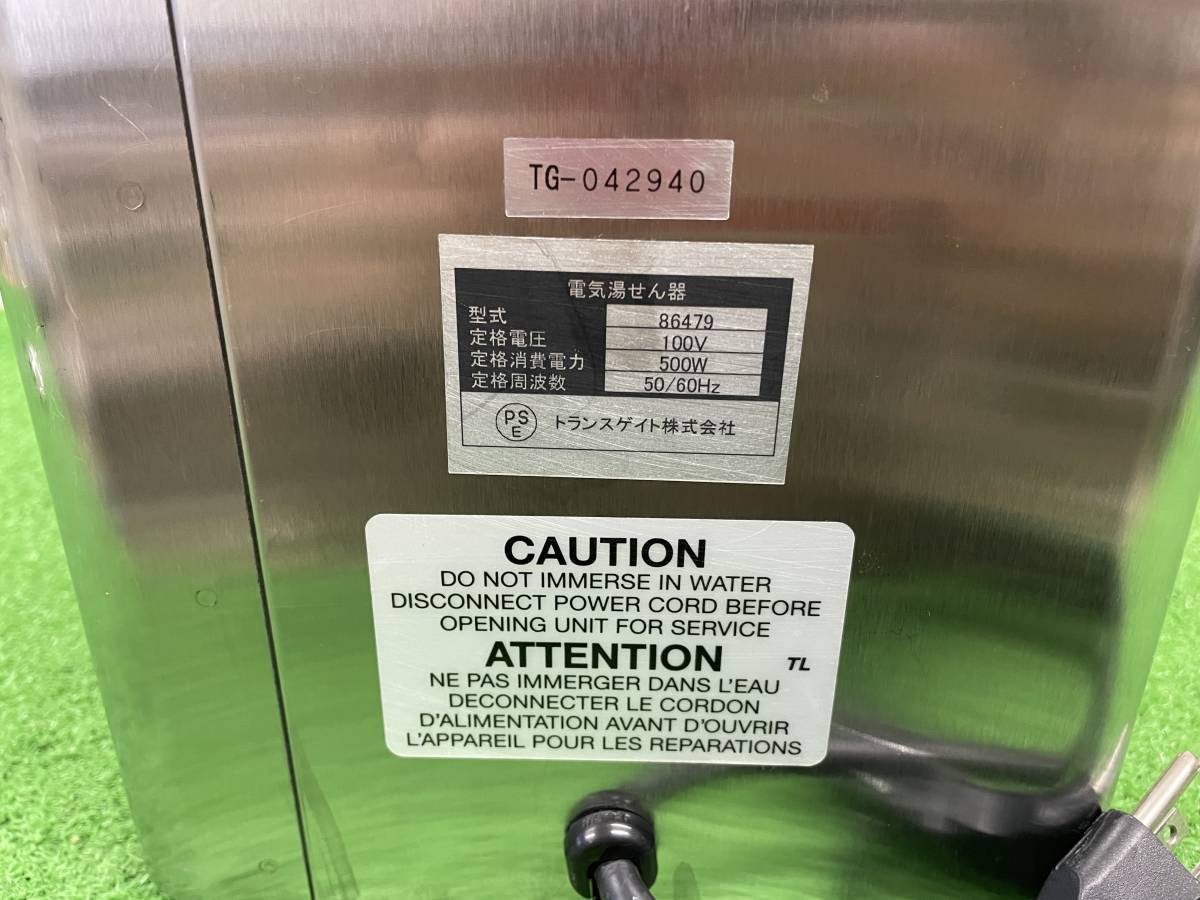 TG-042940
電気湯せん器
型式 86479
定格電圧 100V
定格消費電力 500W
定格周波数 50/60Hz
PS
E トランスゲイト株式会社
CAUTION
DO NOT IMMERSE IN WATER
DISCONNECT POWER CORD BEFORE
OPENING UNIT FOR SERVICE
ATTENTION TL
NE PAS IMMERGER DANS L'EAU
DECONNECTER LE CORDON
D'ALIMENTATION AVANT D'OUVRIR
L'APPAREIL POUR LES REPARATIONS